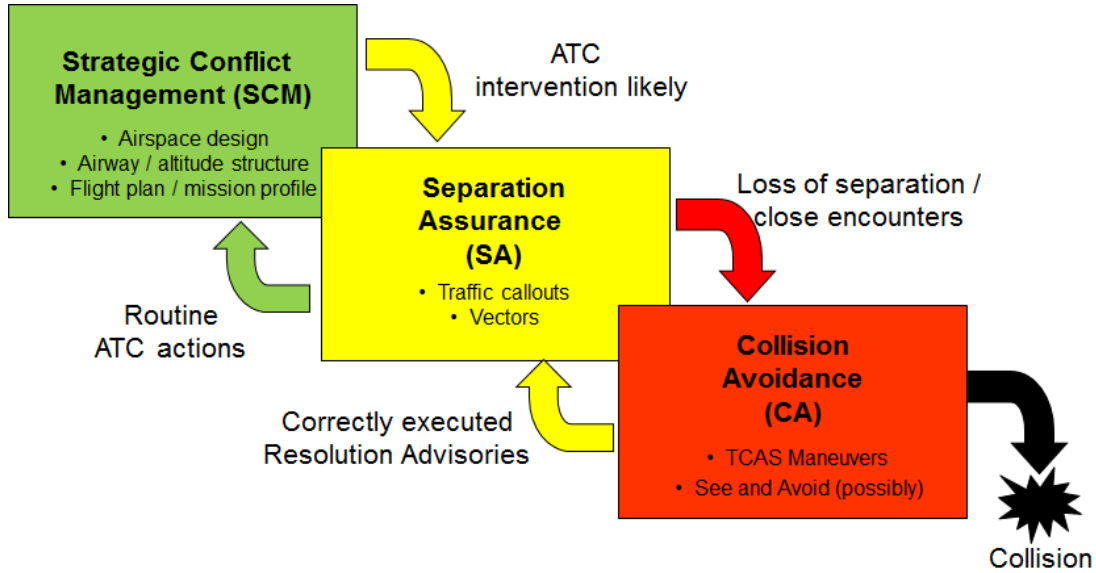 Strategic Conflict
Management (SCM)
• Airspace design
• Airway / altitude structure
• Flight plan / mission profile
ATC
intervention likely
Separation
Assurance
(SA)
• Traffic callouts
• Vectors
Loss of separation /
close encounters
Routine
ATC actions
Collision
Avoidance
(CA)
• TCAS Maneuvers
• See and Avoid (possibly)
Correctly executed
Resolution Advisories
Collision